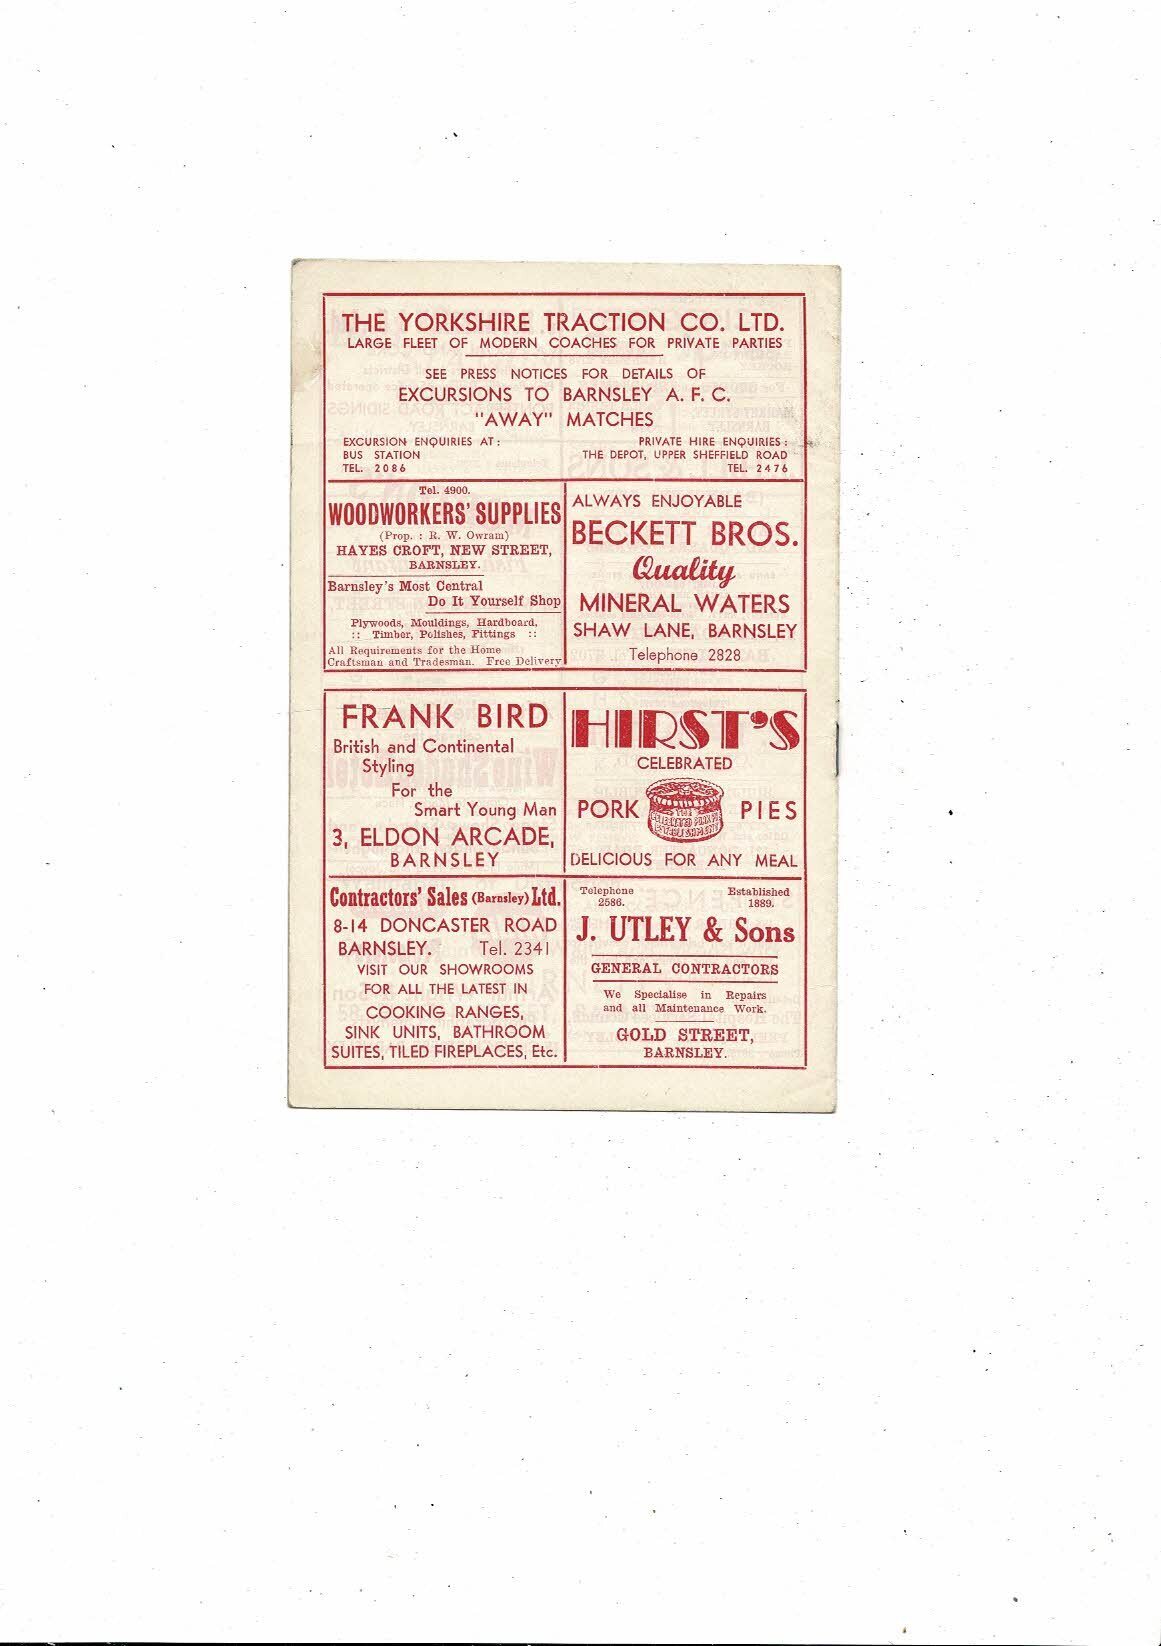 THE YORKSHIRE TRACTION CO. LTD.
LARGE FLEET OF MODERN COACHES FOR PRIVATE PARTIES
SEE PRESS NOTICES FOR DETAILS OF
EXCURSIONS TO BARNSLEY A. F. C.
"AWAY" MATCHES
EXCURSION ENQUIRIES AT :
BUS STATION
TEL. 2086
PRIVATE HIRE ENQUIRIES :
THE DEPOT, UPPER SHEFFIELD ROAD
TEL. 2476
Tel. 4900.
WOODWORKERS' SUPPLIES
(Prop. : R. W. Owram)
HAYES CROFT, NEW STREET,
BARNSLEY.
Barnsley's Most Central
Do It Yourself Shop
Plywoods, Mouldings, Hardboard,
:: Timber, Polishes, Fittings ::
All Requirements for the Home
Craftsman and Tradesman. Free Delivery
ALWAYS ENJOYABLE
BECKETT BROS.
Quality
MINERAL WATERS
SHAW LANE, BARNSLEY
Telephone 2828
FRANK BIRD
British and Continental
Styling
For the
Smart Young Man
3, ELDON ARCADE,
BARNSLEY
HIRST'S
CELEBRATED
PORK PIES
THE
CELEBRATED PORK PIE
ESTABLISHMENT
DELICIOUS FOR ANY MEAL
Contractors' Sales (Barnsley) Ltd.
8-14 DONCASTER ROAD
BARNSLEY. Tel. 2341
VISIT OUR SHOWROOMS
FOR ALL THE LATEST IN
COOKING RANGES,
SINK UNITS, BATHROOM
SUITES, TILED FIREPLACES, Etc.
Telephone
2586.
Established
1889.
J. UTLEY & Sons
GENERAL CONTRACTORS
We Specialise in Repairs
and all Maintenance Work.
GOLD STREET,
BARNSLEY.